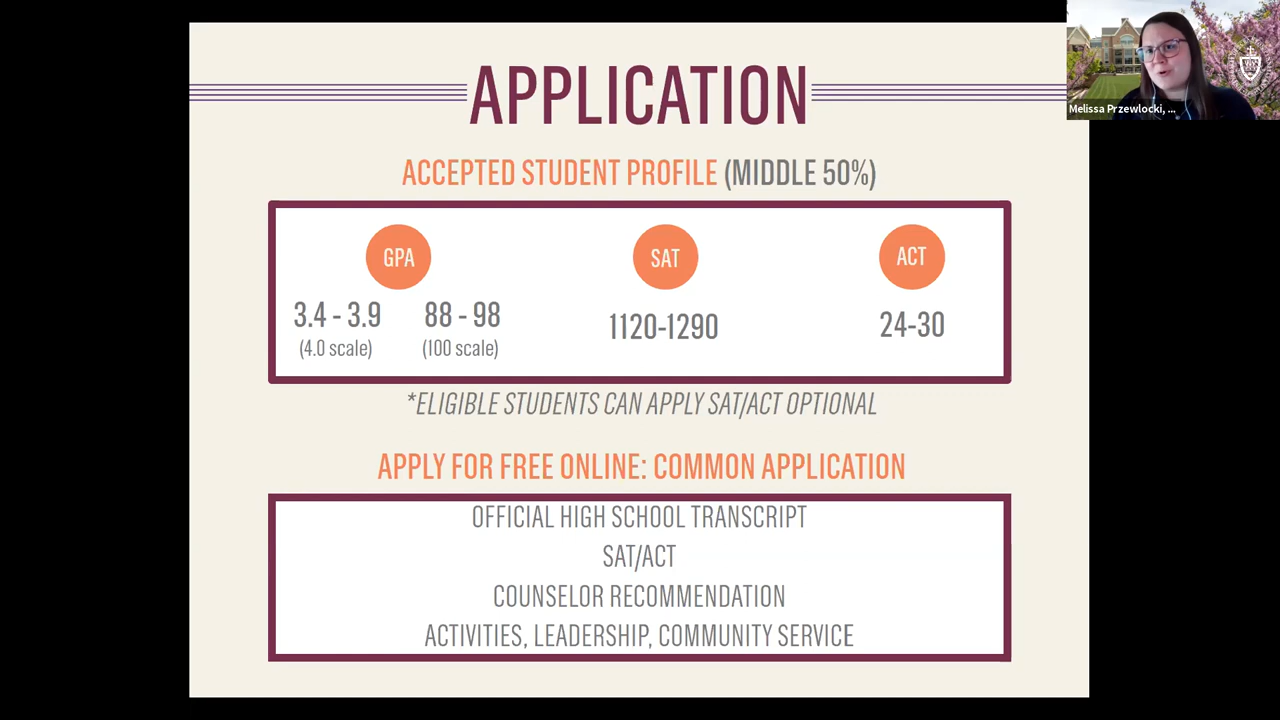 APPLICATION
Melissa Przewlocki, ...
ACCEPTED STUDENT PROFILE (MIDDLE 50%)
GPA
SAT
ACT
3.4 - 3.9
88 - 98
1120-1290
24-30
(4.0 scale)
(100 scale)
*ELIGIBLE STUDENTS CAN APPLY SAT/ACT OPTIONAL
APPLY FOR FREE ONLINE: COMMON APPLICATION
OFFICIAL HIGH SCHOOL TRANSCRIPT
SAT/ACT
COUNSELOR RECOMMENDATION
ACTIVITIES, LEADERSHIP, COMMUNITY SERVICE